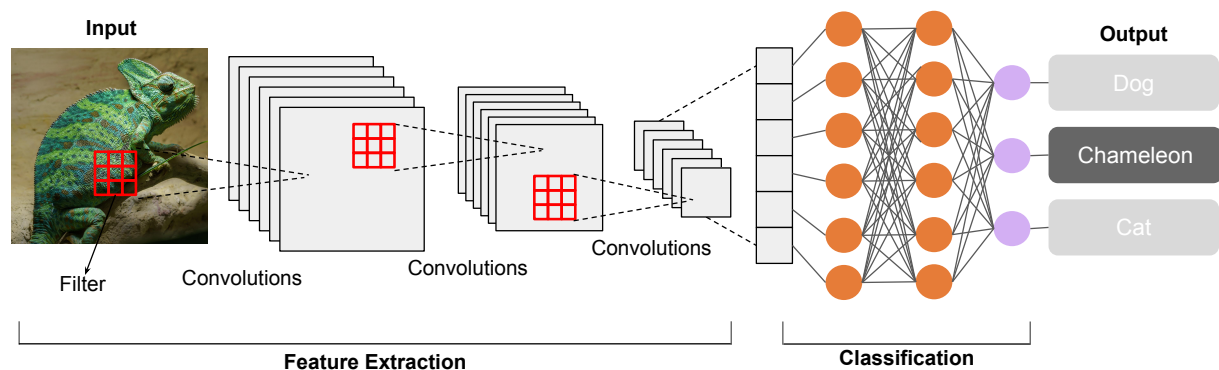 Input
Output
Dog
Chameleon
Cat
Filter
Convolutions
Convolutions
Convolutions
Feature Extraction
Classification